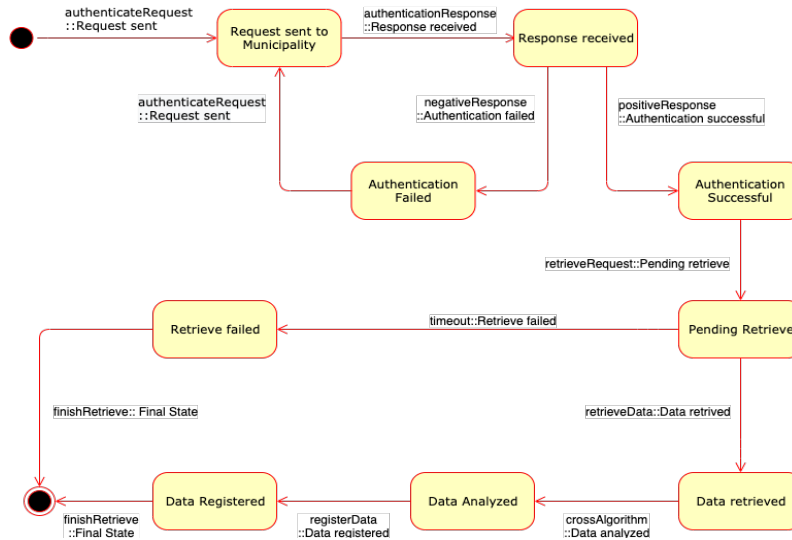 authenticateRequest
::Request sent
Request sent to
Municipality
authenticationResponse
::Response received
Response received
authenticateRequest
::Request sent
negativeResponse
::Authentication failed
positiveResponse
::Authentication successful
Authentication
Failed
Authentication
Successful
retrieveRequest::Pending retrieve
Retrieve failed
timeout::Retrieve failed
Pending Retrieve
finishRetrieve:: Final State
retrieveData::Data retrived
Data Registered
Data Analyzed
Data retrieved
finishRetrieve
::Final State
registerData
::Data registered
crossAlgorithm
::Data analyzed